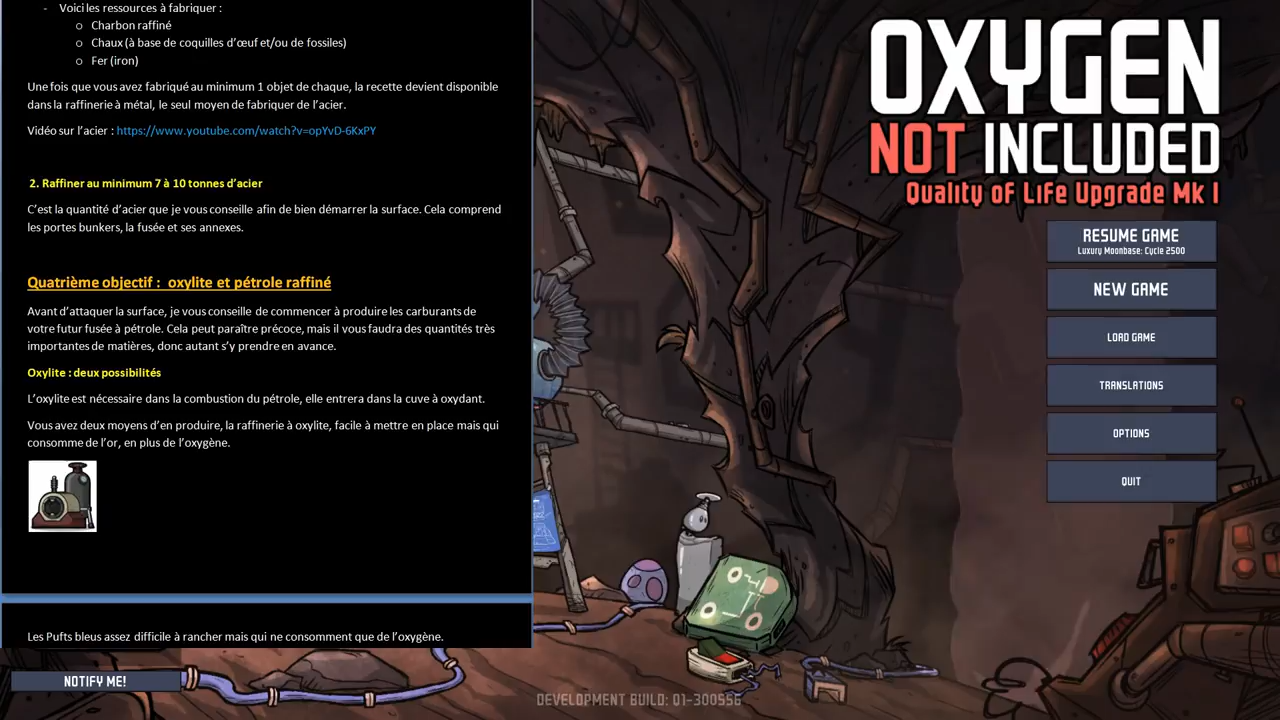 - Voici les ressources à fabriquer :
o Charbon raffiné
o Chaux (à base de coquilles d’œuf et/ou de fossiles)
o Fer (iron)
Une fois que vous avez fabriqué au minimum 1 objet de chaque, la recette devient disponible
dans la raffinerie à métal, le seul moyen de fabriquer de l’acier.
Vidéo sur l’acier : https://www.youtube.com/watch?v=opYvD-6KxPY
2. Raffiner au minimum 7 à 10 tonnes d’acier
C’est la quantité d’acier que je vous conseille afin de bien démarrer la surface. Cela comprend
les portes bunkers, la fusée et ses annexes.
Quatrième objectif : oxylite et pétrole raffiné
Avant d’attaquer la surface, je vous conseille de commencer à produire les carburants de
votre futur fusée à pétrole. Cela peut paraître précoce, mais il vous faudra des quantités très
importantes de matières, donc autant s’y prendre en avance.
Oxylite : deux possibilités
L’oxylite est nécessaire dans la combustion du pétrole, elle entrera dans la cuve à oxydant.
Vous avez deux moyens d’en produire, la raffinerie à oxylite, facile à mettre en place mais qui
consomme de l’or, en plus de l’oxygène.
Les Pufts bleus assez difficile à rancher mais qui ne consomment que de l’oxygène.
OXYGEN
NOT INCLUDED
Quality of Life Upgrade Mk I
RESUME GAME
Luxury Moonbase: Cycle 2500
NEW GAME
LOAD GAME
TRANSLATIONS
OPTIONS
QUIT
NOTIFY ME!
DEVELOPMENT BUILD: Q1-300556